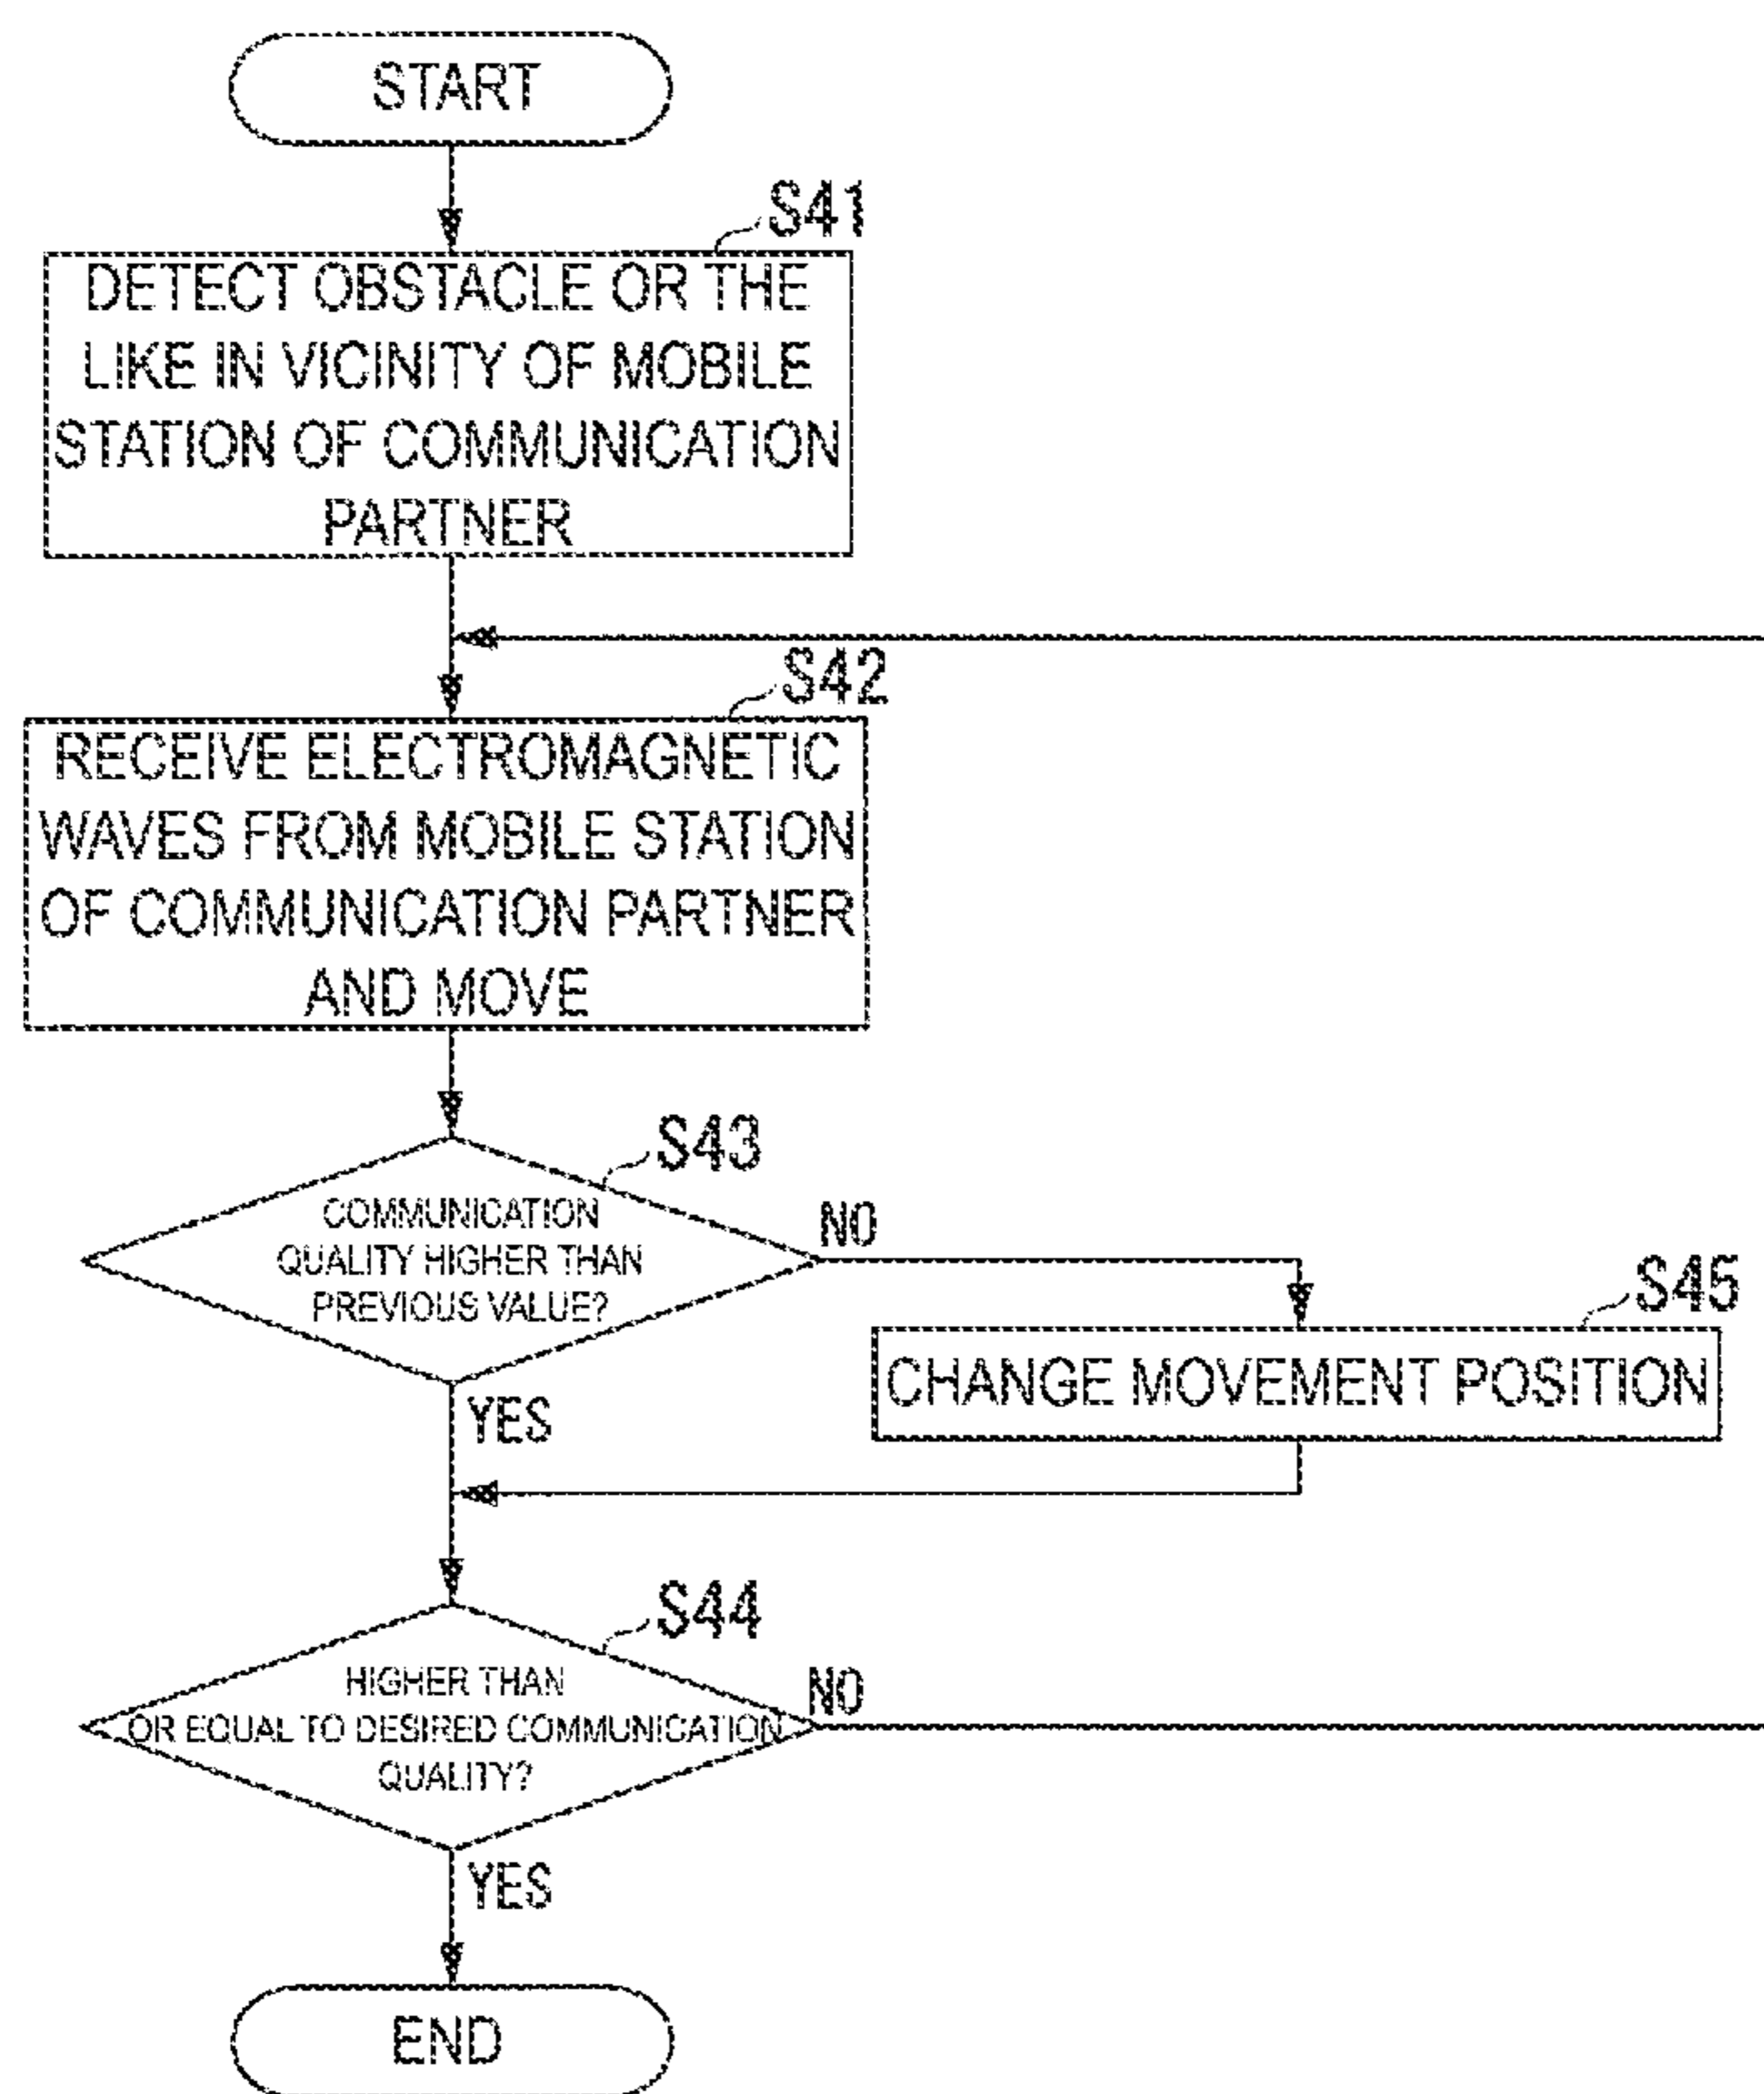 START
S41
DETECT OBSTACLE OR THE
LIKE IN VICINITY OF MOBILE
STATION OF COMMUNICATION
PARTNER
S42
RECEIVE ELECTROMAGNETIC
WAVES FROM MOBILE STATION
OF COMMUNICATION PARTNER
AND MOVE
S43
COMMUNICATION
QUALITY HIGHER THAN
PREVIOUS VALUE?
NO
S45
CHANGE MOVEMENT POSITION
YES
S44
HIGHER THAN
OR EQUAL TO DESIRED COMMUNICATION
QUALITY?
NO
YES
END